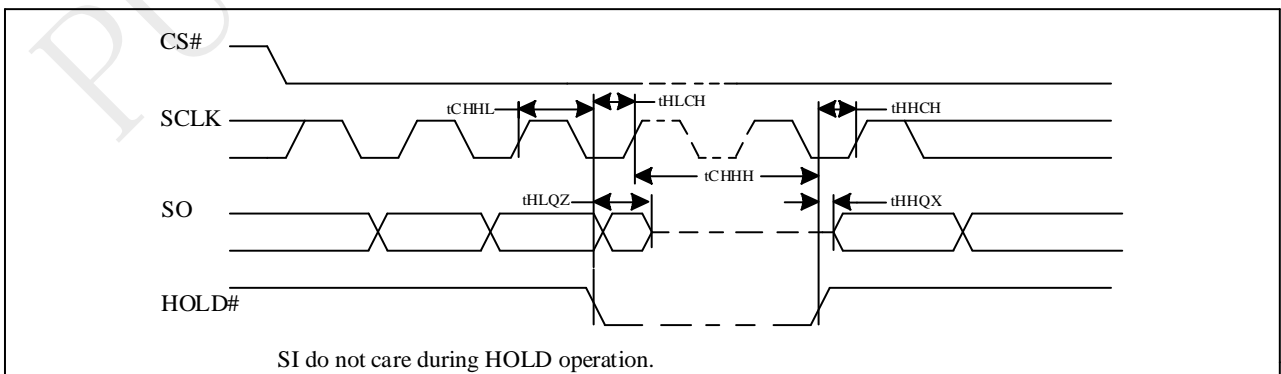 CS#
tCHHL
tHLCH
tHHCH
SCLK
tCHHH
tHLQZ
tHHQX
SO
HOLD#
SI do not care during HOLD operation.